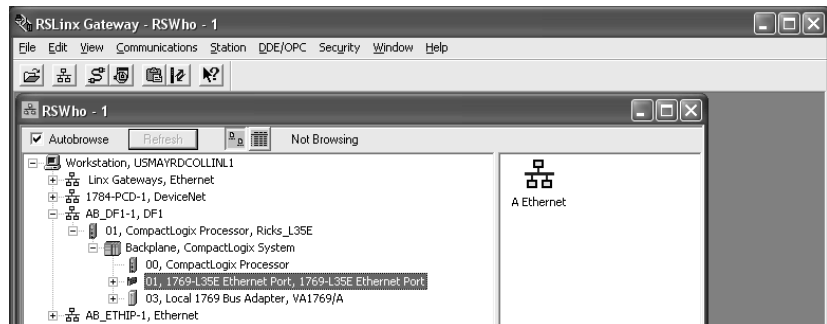 RSLinx Gateway - RSWho - 1
File Edit View Communications Station DDE/OPC Security Window Help
RSWho - 1
Autobrowse Refresh Not Browsing
Workstation, USMAYRDCOLLINL1
Linx Gateways, Ethernet
1784-PCD-1, DeviceNet
AB_DF1-1, DF1
01, CompactLogix Processor, Ricks_L35E
Backplane, CompactLogix System
00, CompactLogix Processor
01, 1769-L35E Ethernet Port, 1769-L35E Ethernet Port
03, Local 1769 Bus Adapter, VA1769/A
AB_ETHIP-1, Ethernet
A Ethernet